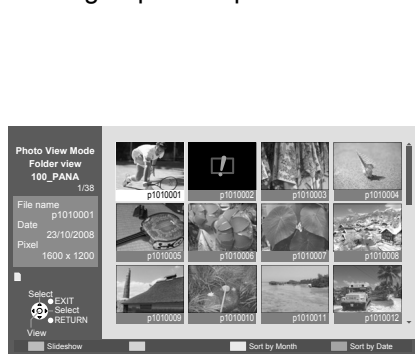 Photo View Mode
Folder view
100_PANA
1/38
File name
p1010001
Date
23/10/2008
Pixel
1600 x 1200
Select
EXIT
Select
RETURN
View
p1010001 p1010002 p1010003 p1010004
p1010005 p1010006 p1010007 p1010008
p1010009 p1010010 p1010011 p1010012
Slideshow Sort by Month Sort by Date